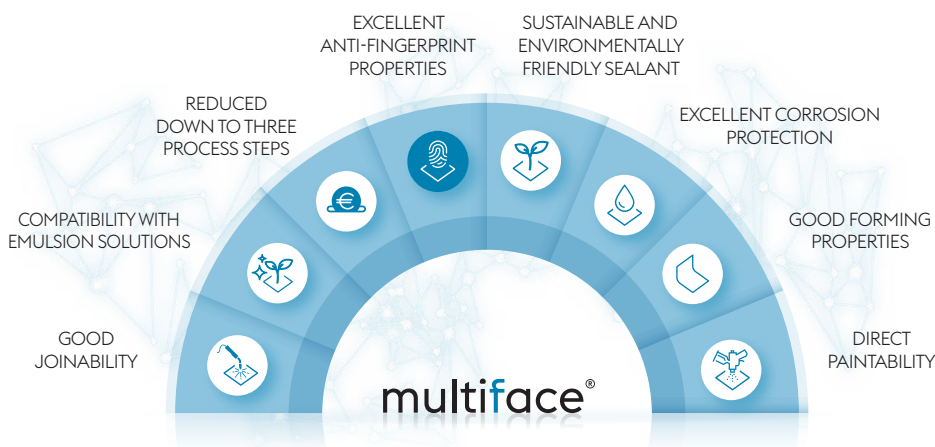 EXCELLENT
ANTI-FINGERPRINT
PROPERTIES
SUSTAINABLE AND
ENVIRONMENTALLY
FRIENDLY SEALANT
REDUCED
DOWN TO THREE
PROCESS STEPS
EXCELLENT CORROSION
PROTECTION
COMPATIBILITY WITH
EMULSION SOLUTIONS
GOOD FORMING
PROPERTIES
GOOD
JOINABILITY
DIRECT
PAINTABILITY
€
multiface®